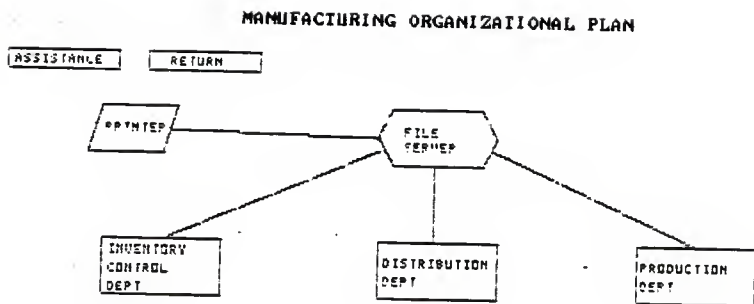 MANUFACTURING ORGANIZATIONAL PLAN
ASSISTANCE
RETURN
PRINTER
FILE
SERVER
INVENTORY
CONTROL
DEPT
DISTRIBUTION
DEPT
PRODUCTION
DEPT